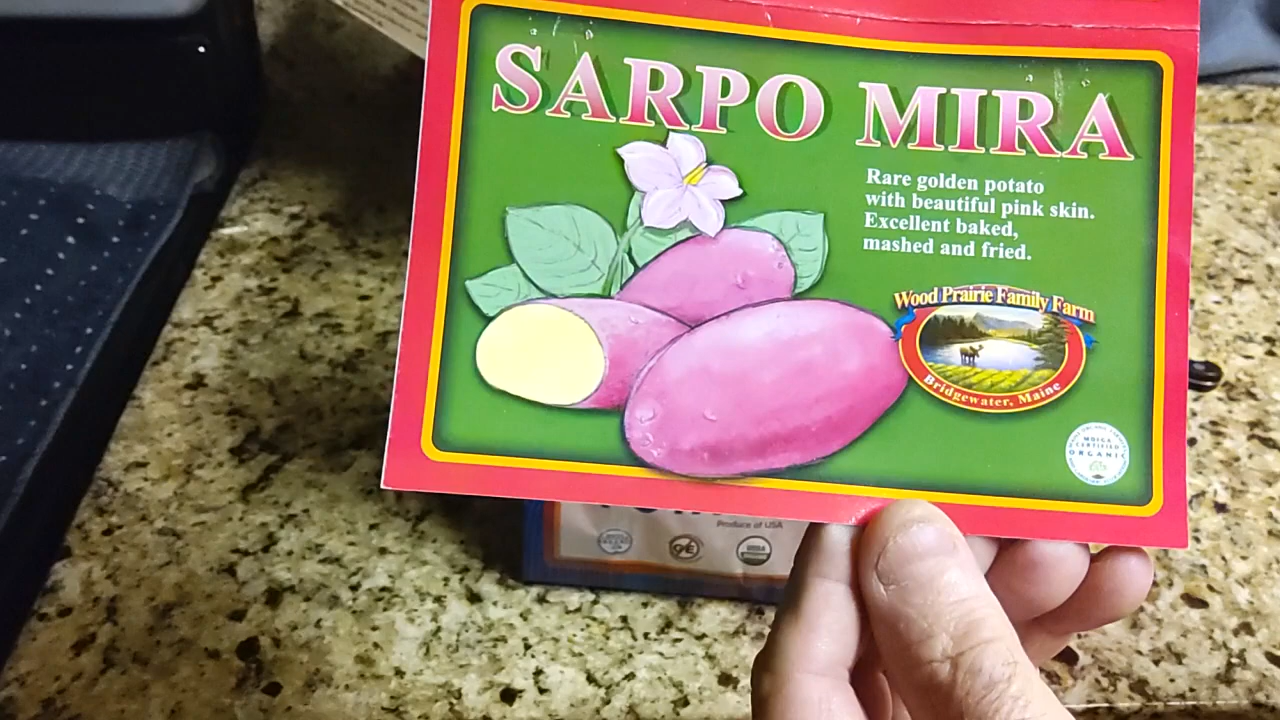 SARPO MIRA
Rare golden potato
with beautiful pink skin.
Excellent baked,
mashed and fried.
Wood Prairie Family Farm
Bridgewater, Maine
MOFGA
CERTIFIED
ORGANIC
Produce of USA
USDA